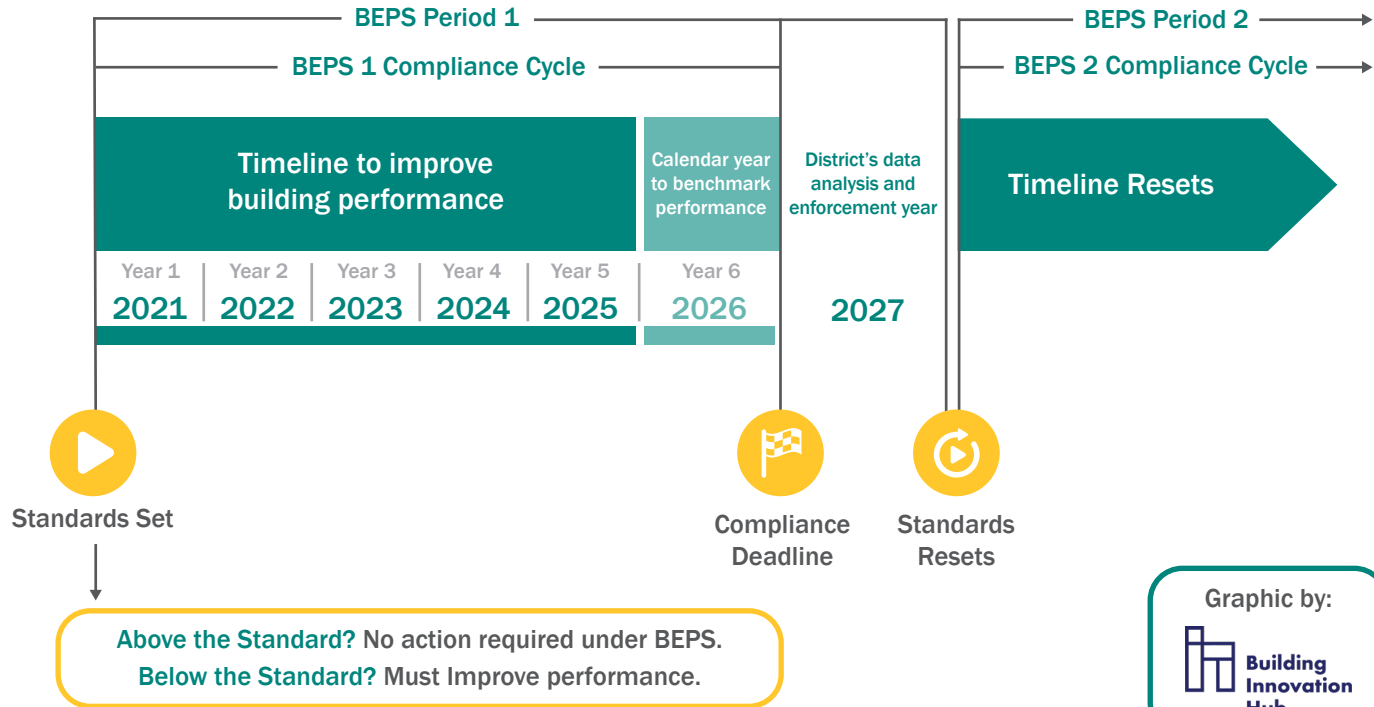 BEPS Period 1
BEPS Period 2
BEPS 1 Compliance Cycle
BEPS 2 Compliance Cycle
Timeline to improve
building performance
Calendar year
to benchmark
performance
District's data
analysis and
enforcement year
Timeline Resets
Year 1
Year 2
Year 3
Year 4
Year 5
Year 6
2021
2022
2023
2024
2025
2026
2027
Standards Set
Compliance
Deadline
Standards
Resets
Above the Standard? No action required under BEPS.
Below the Standard? Must Improve performance.
Graphic by:
Building
Innovation
Hub